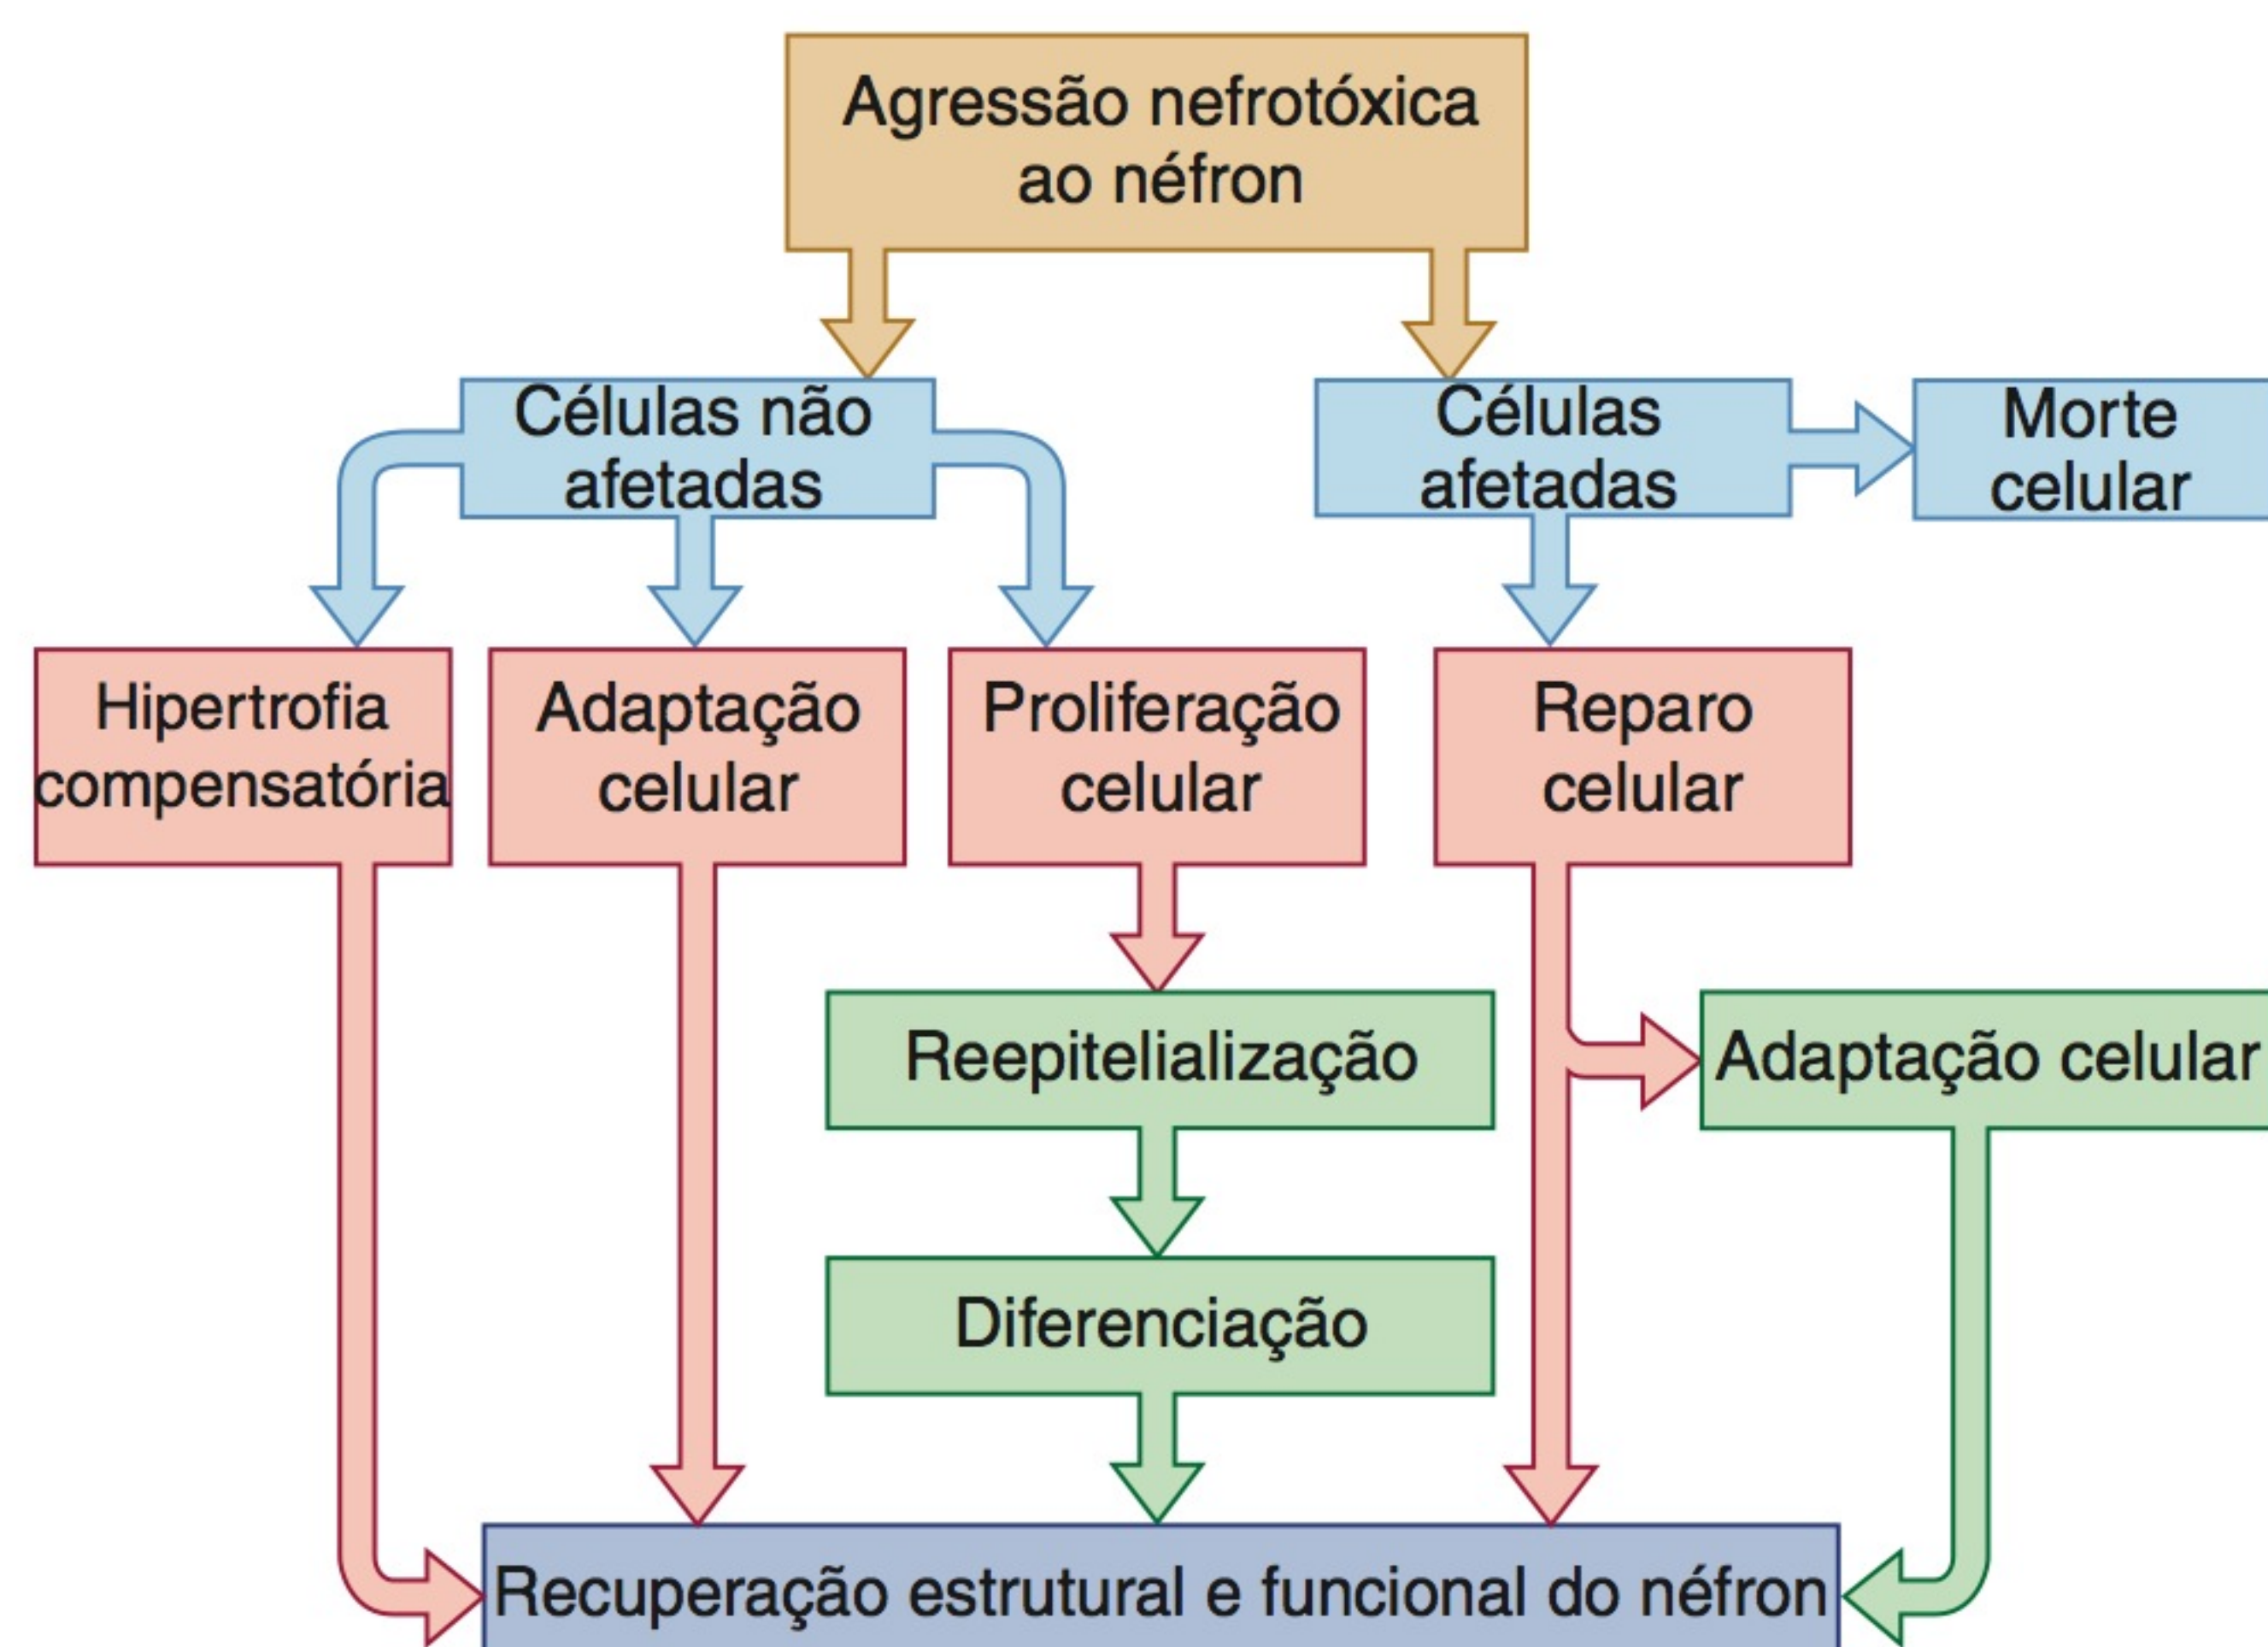 Agressão nefrotóxica
ao néfron
Células não
afetadas
Células
afetadas
Morte
celular
Hipertrofia
compensatória
Adaptação
celular
Proliferação
celular
Reparo
celular
Reepitelialização
Adaptação celular
Diferenciação
Recuperação estrutural e funcional do néfron